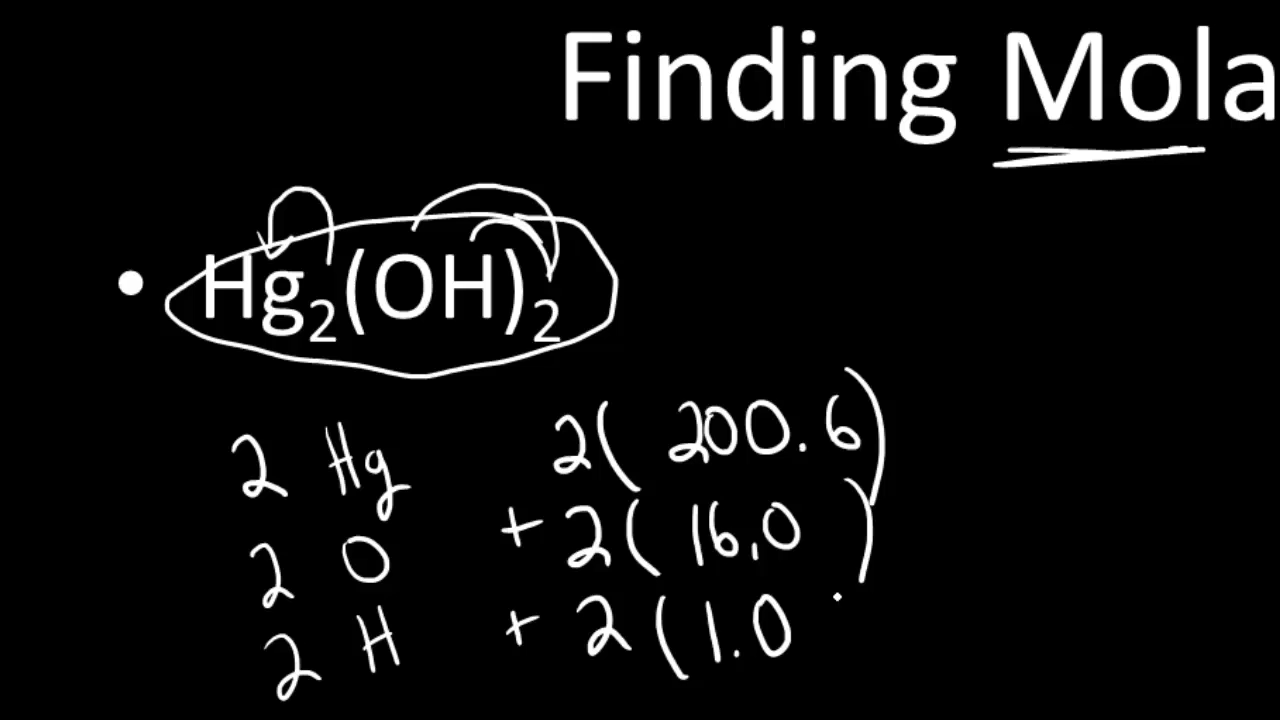 Finding Mola
• Hg₂(OH)₂
2 Hg 2(200.6)
2 O +2(16.0)
2 H +2(1.0